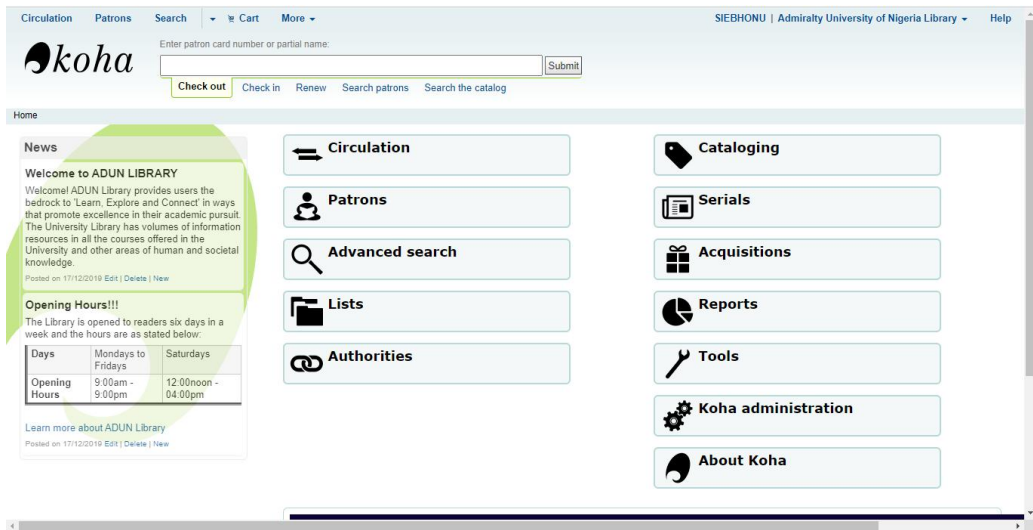 Circulation Patrons Search Cart More SIEBHONU | Admiralty University of Nigeria Library Help
koha
Enter patron card number or partial name:
Submit
Check out Check in Renew Search patrons Search the catalog
Home
News
Welcome to ADUN LIBRARY
Welcome! ADUN Library provides users the
bedrock to 'Learn, Explore and Connect' in ways
that promote excellence in their academic pursuit.
The University Library has volumes of information
resources in all the courses offered in the
University and other areas of human and societal
knowledge.
Posted on 17/12/2019 Edit | Delete | New
Opening Hours!!!
The Library is opened to readers six days in a
week and the hours are as stated below:
Days Mondays to Saturdays
Fridays
Opening 9:00am - 12:00noon -
Hours 9:00pm 04:00pm
Learn more about ADUN Library
Posted on 17/12/2019 Edit | Delete | New
Circulation
Patrons
Advanced search
Lists
Authorities
Cataloging
Serials
Acquisitions
Reports
Tools
Koha administration
About Koha